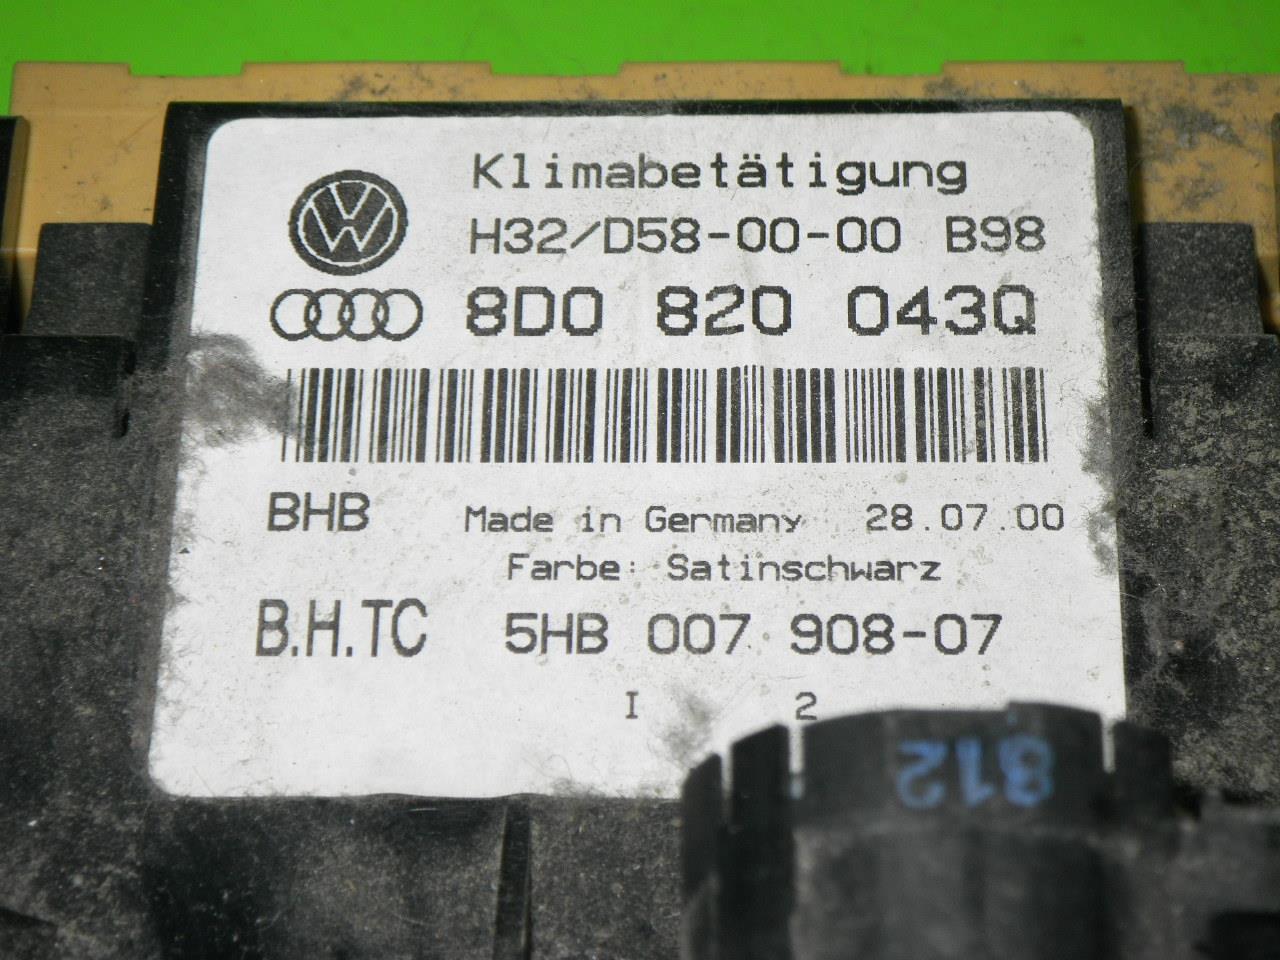 Klimabetätigung
H32/D58-00-00 B98
8D0 820 043Q
BHB Made in Germany 28.07.00
Farbe: Satinschwarz
B.H.TC 5HB 007 908-07
I 2
812